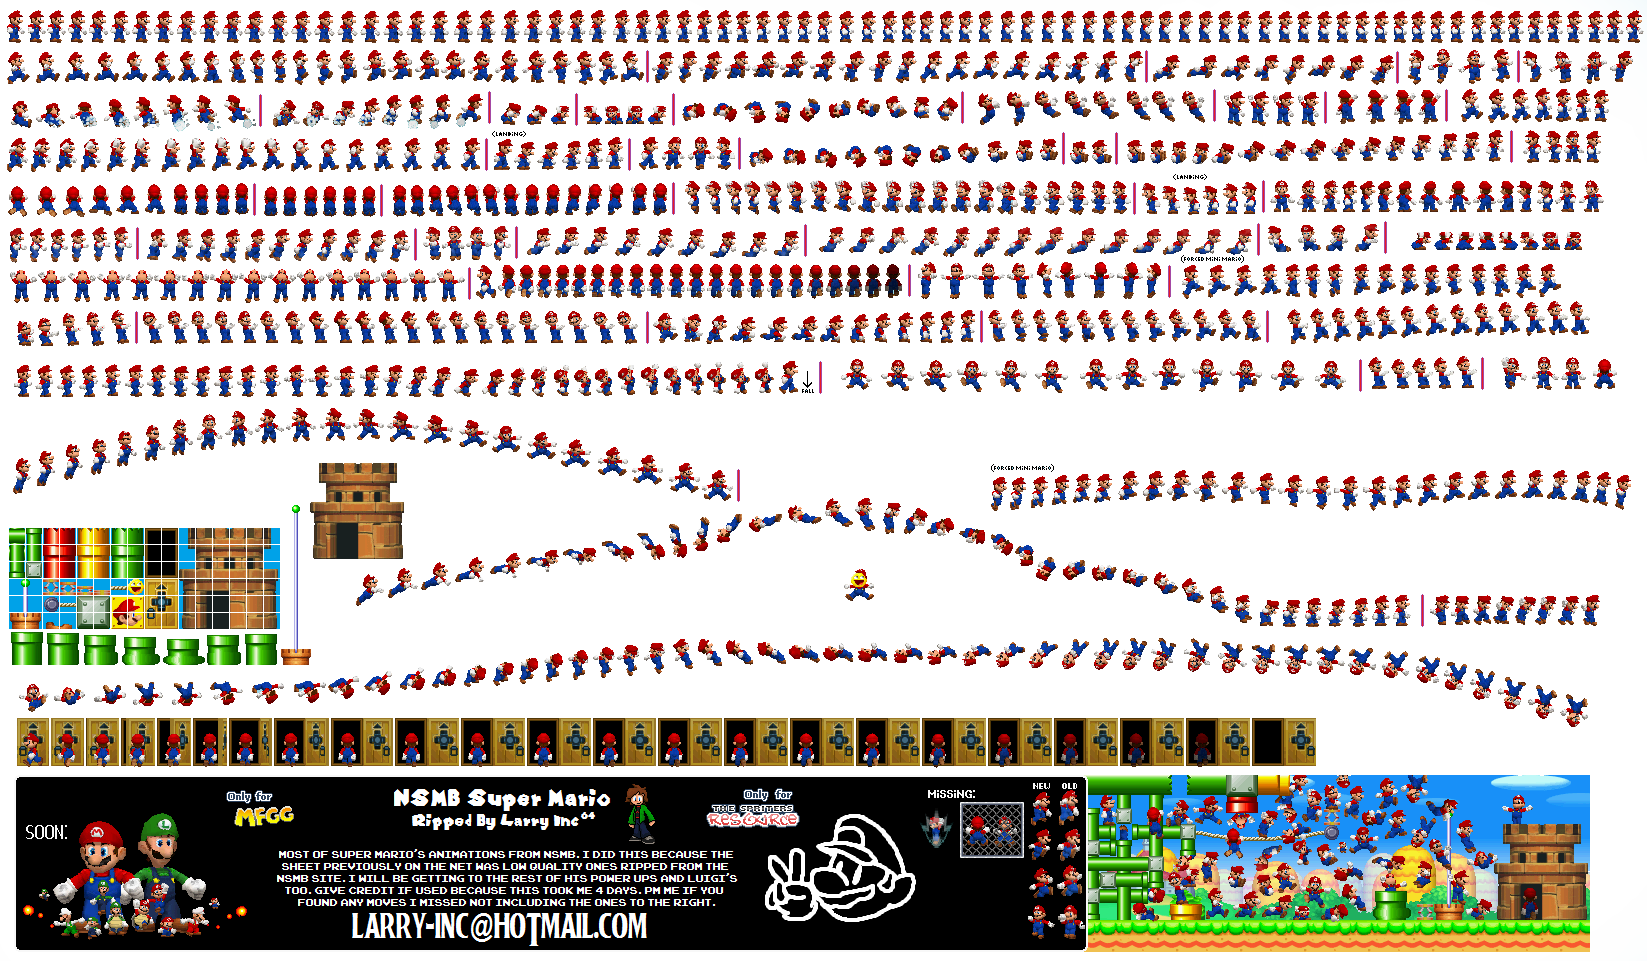 (LANDING)
(LANDING)
(FORCED MINI MARIO)
FALL
(FORCED MINI MARIO)
SOON:
Only for
MFGG
NSMB Super Mario
Ripped By Larry Inc64
Only for
THE SPRITERS
RESOURCE
MISSING:
NEW OLD
MOST OF SUPER MARIO'S ANIMATIONS FROM NSMB. I DID THIS BECAUSE THE
SHEET PREVIOUSLY ON THE NET WAS LOW QUALITY ONES RIPPED FROM THE
NSMB SITE. I WILL BE GETTING TO THE REST OF HIS POWER UPS AND LUIGI'S
TOO. GIVE CREDIT IF USED BECAUSE THIS TOOK ME 4 DAYS. PM ME IF YOU
FOUND ANY MOVES I MISSED NOT INCLUDING THE ONES TO THE RIGHT.
LARRY-INC@HOTMAIL.COM